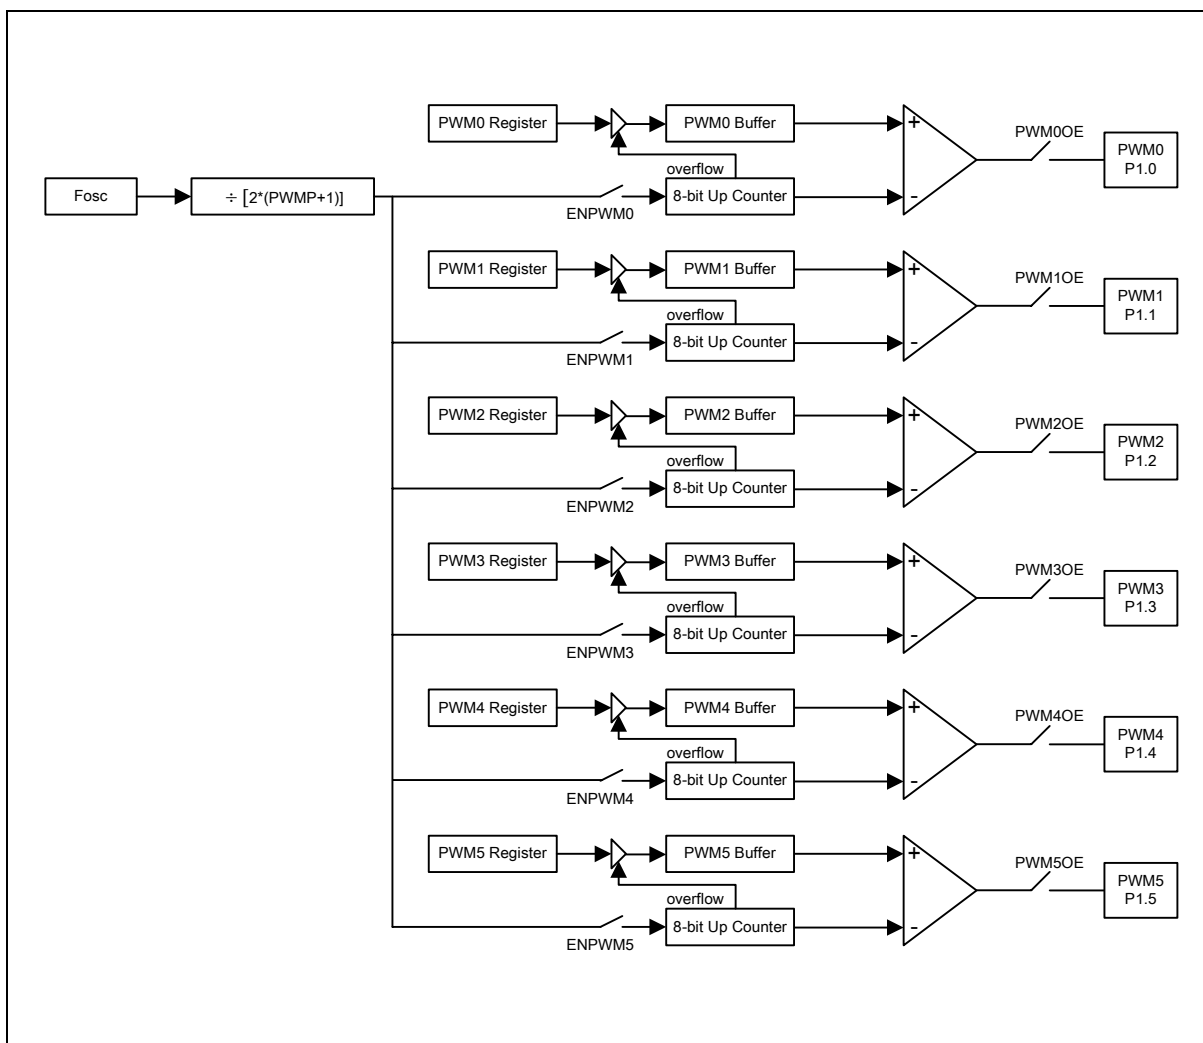 PWM0 Register
PWM0 Buffer
+
PWM0OE
PWM0
P1.0
overflow
Fosc
÷ [2*(PWMP+1)]
ENPWM0
8-bit Up Counter
-
PWM1 Register
PWM1 Buffer
+
PWM1OE
PWM1
P1.1
overflow
ENPWM1
8-bit Up Counter
-
PWM2 Register
PWM2 Buffer
+
PWM2OE
PWM2
P1.2
overflow
ENPWM2
8-bit Up Counter
-
PWM3 Register
PWM3 Buffer
+
PWM3OE
PWM3
P1.3
overflow
ENPWM3
8-bit Up Counter
-
PWM4 Register
PWM4 Buffer
+
PWM4OE
PWM4
P1.4
overflow
ENPWM4
8-bit Up Counter
-
PWM5 Register
PWM5 Buffer
+
PWM5OE
PWM5
P1.5
overflow
ENPWM5
8-bit Up Counter
-